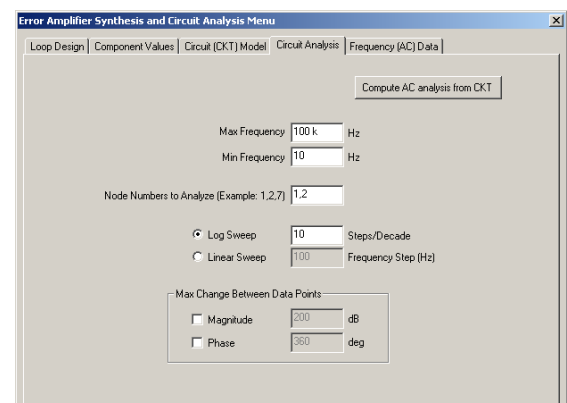 Error Amplifier Synthesis and Circuit Analysis Menu
Loop Design Component Values Circuit (CKT) Model Circuit Analysis Frequency (AC) Data
Compute AC analysis from CKT
Max Frequency 100 k Hz
Min Frequency 10 Hz
Node Numbers to Analyze (Example: 1,2,7) 1,2
Log Sweep 10 Steps/Decade
Linear Sweep 100 Frequency Step (Hz)
Max Change Between Data Points
Magnitude 200 dB
Phase 360 deg